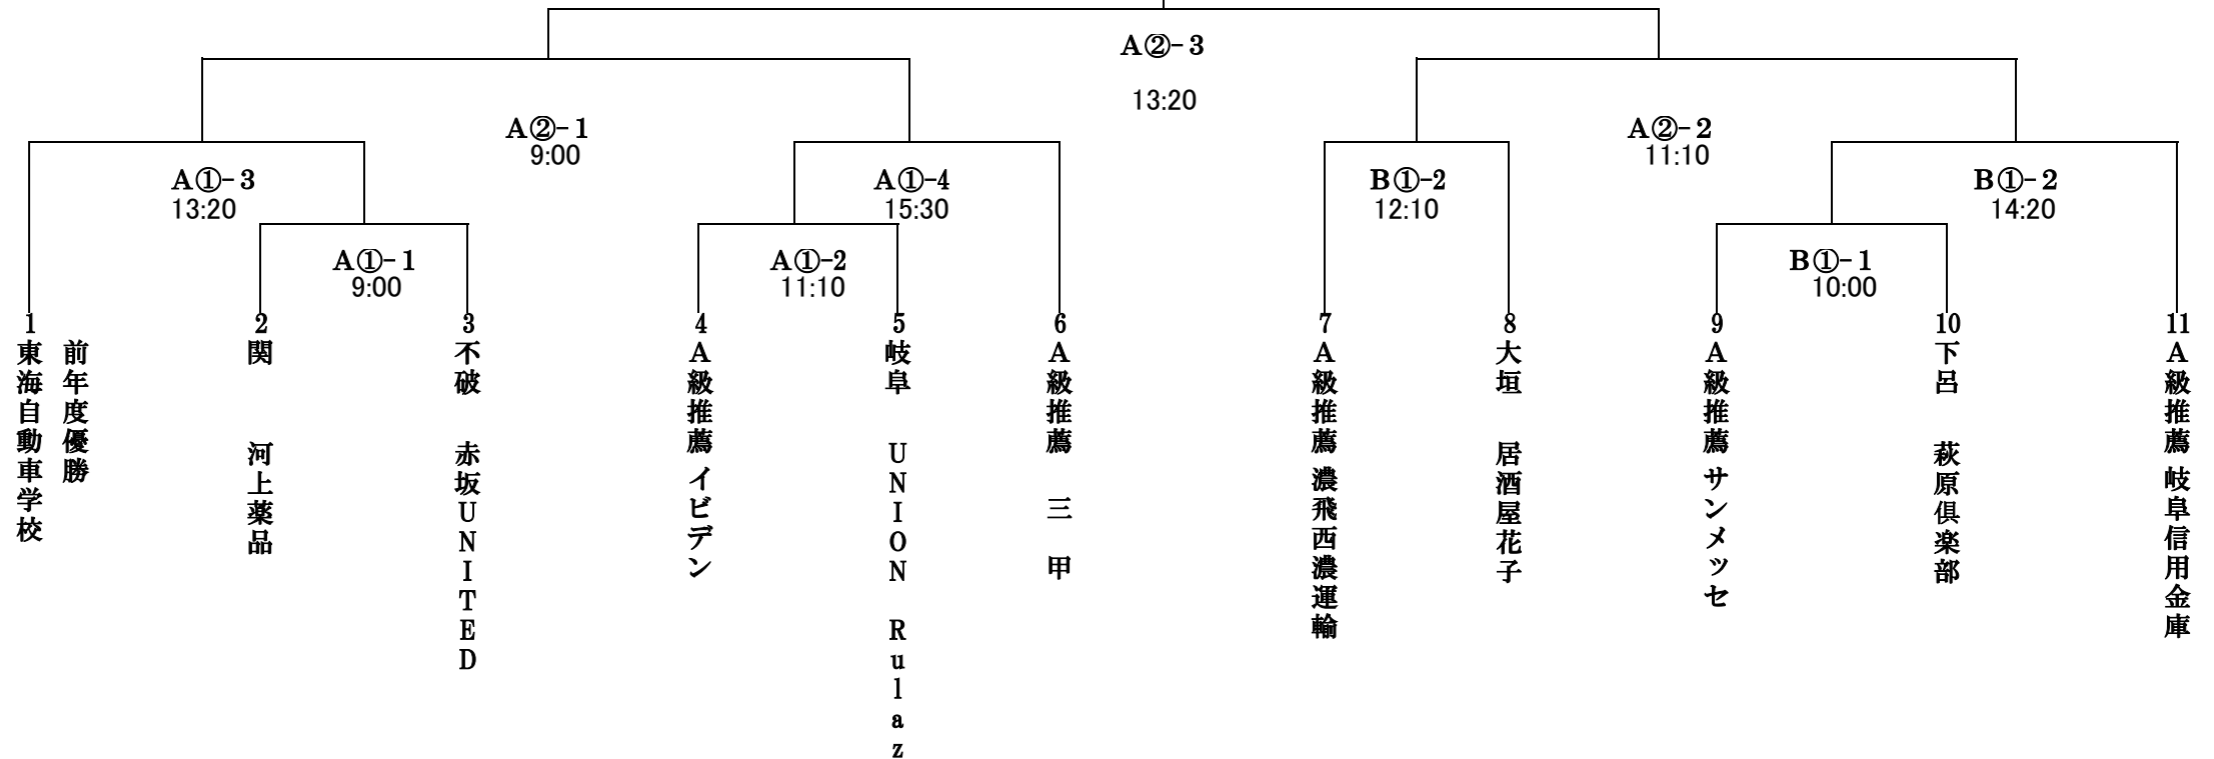 A②-3
13:20
A②-1
9:00
A②-2
11:10
A①-3
13:20
A①-4
15:30
B①-2
12:10
B①-2
14:20
A①-1
9:00
A①-2
11:10
B①-1
10:00
1 東海自動車学校
前年度優勝
2 関 河上薬品
3 不破 赤坂UNITED
4 A級推薦 イビデン
5 岐阜 UNION Rulaz
6 A級推薦 三甲
7 A級推薦 濃飛西濃運輸
8 大垣 居酒屋花子
9 A級推薦 サンメッセ
10 下呂 萩原倶楽部
11 A級推薦 岐阜信用金庫